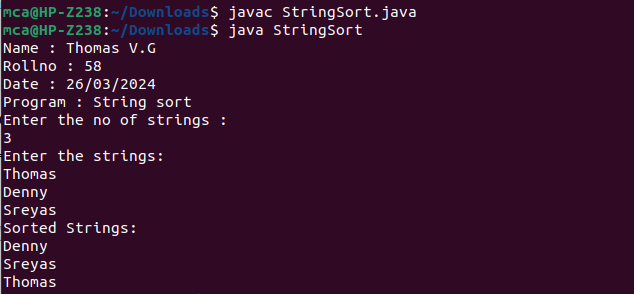 mca@HP-Z238:~/Downloads$ javac StringSort.java
mca@HP-Z238:~/Downloads$ java StringSort
Name : Thomas V.G
Rollno : 58
Date : 26/03/2024
Program : String sort
Enter the no of strings :
3
Enter the strings:
Thomas
Denny
Sreyas
Sorted Strings:
Denny
Sreyas
Thomas